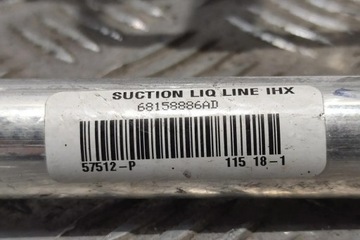 SUCTION LIQ LINE IHX
68158886AD
57512-P 115 18-1